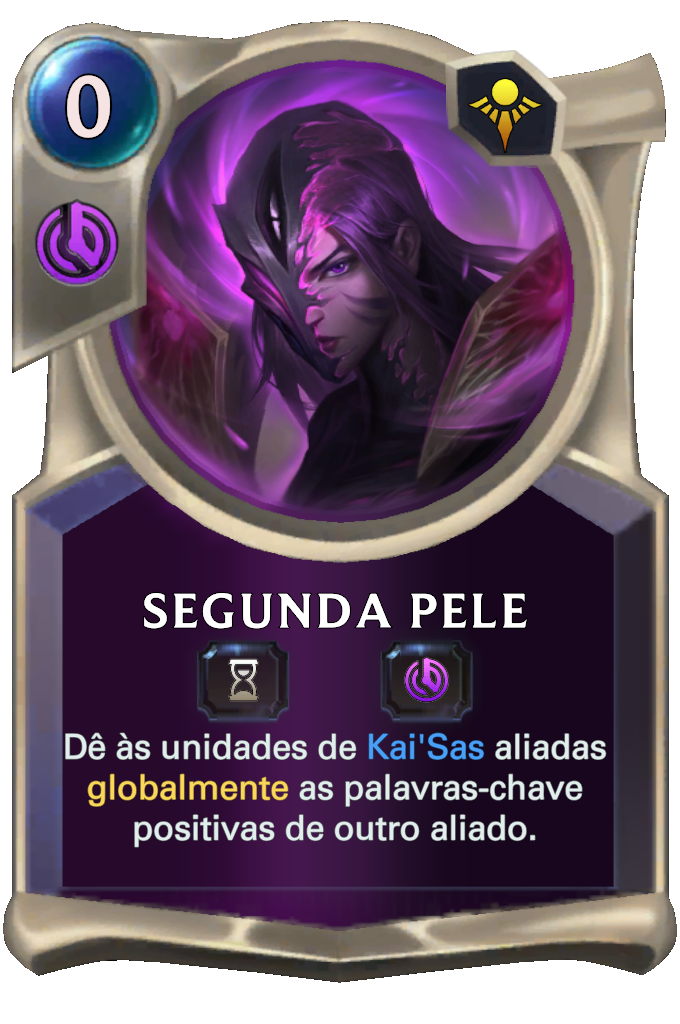 0
SEGUNDA PELE
Dê às unidades de Kai'Sas aliadas
globalmente as palavras-chave
positivas de outro aliado.